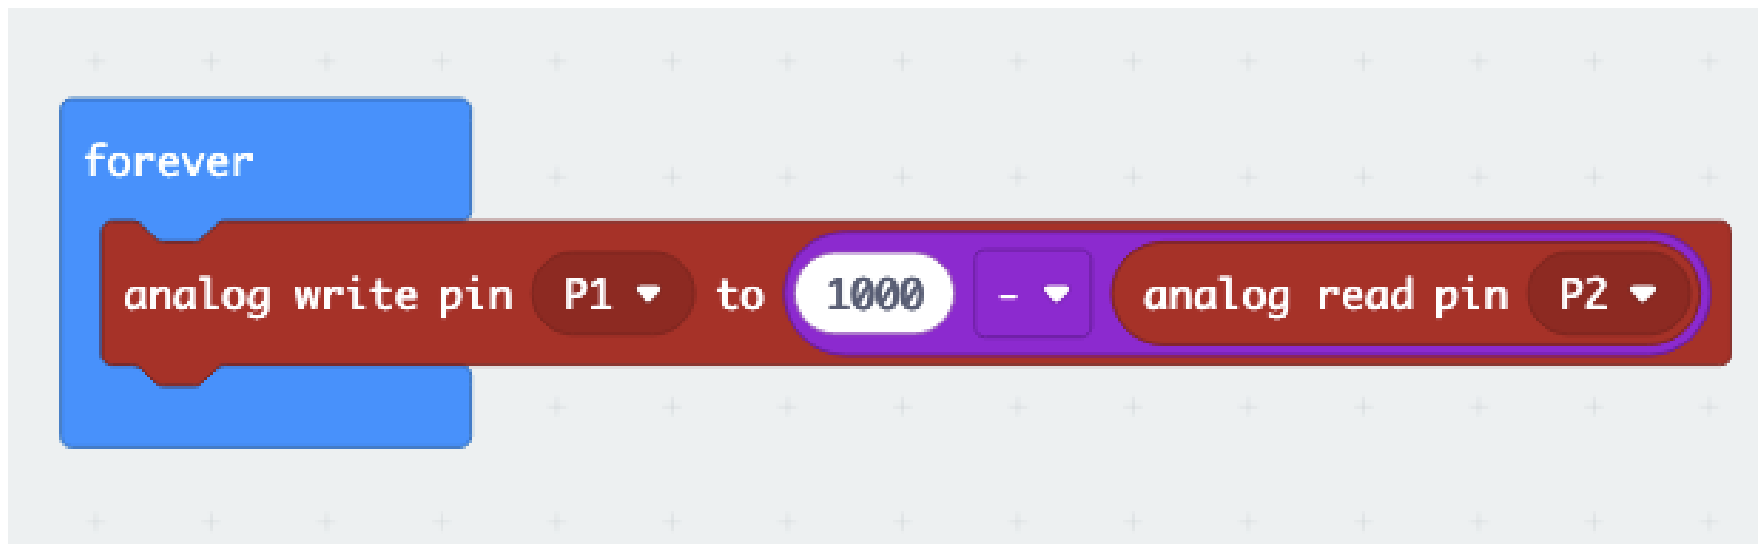 forever
analog write pin P1 to 1000 - analog read pin P2